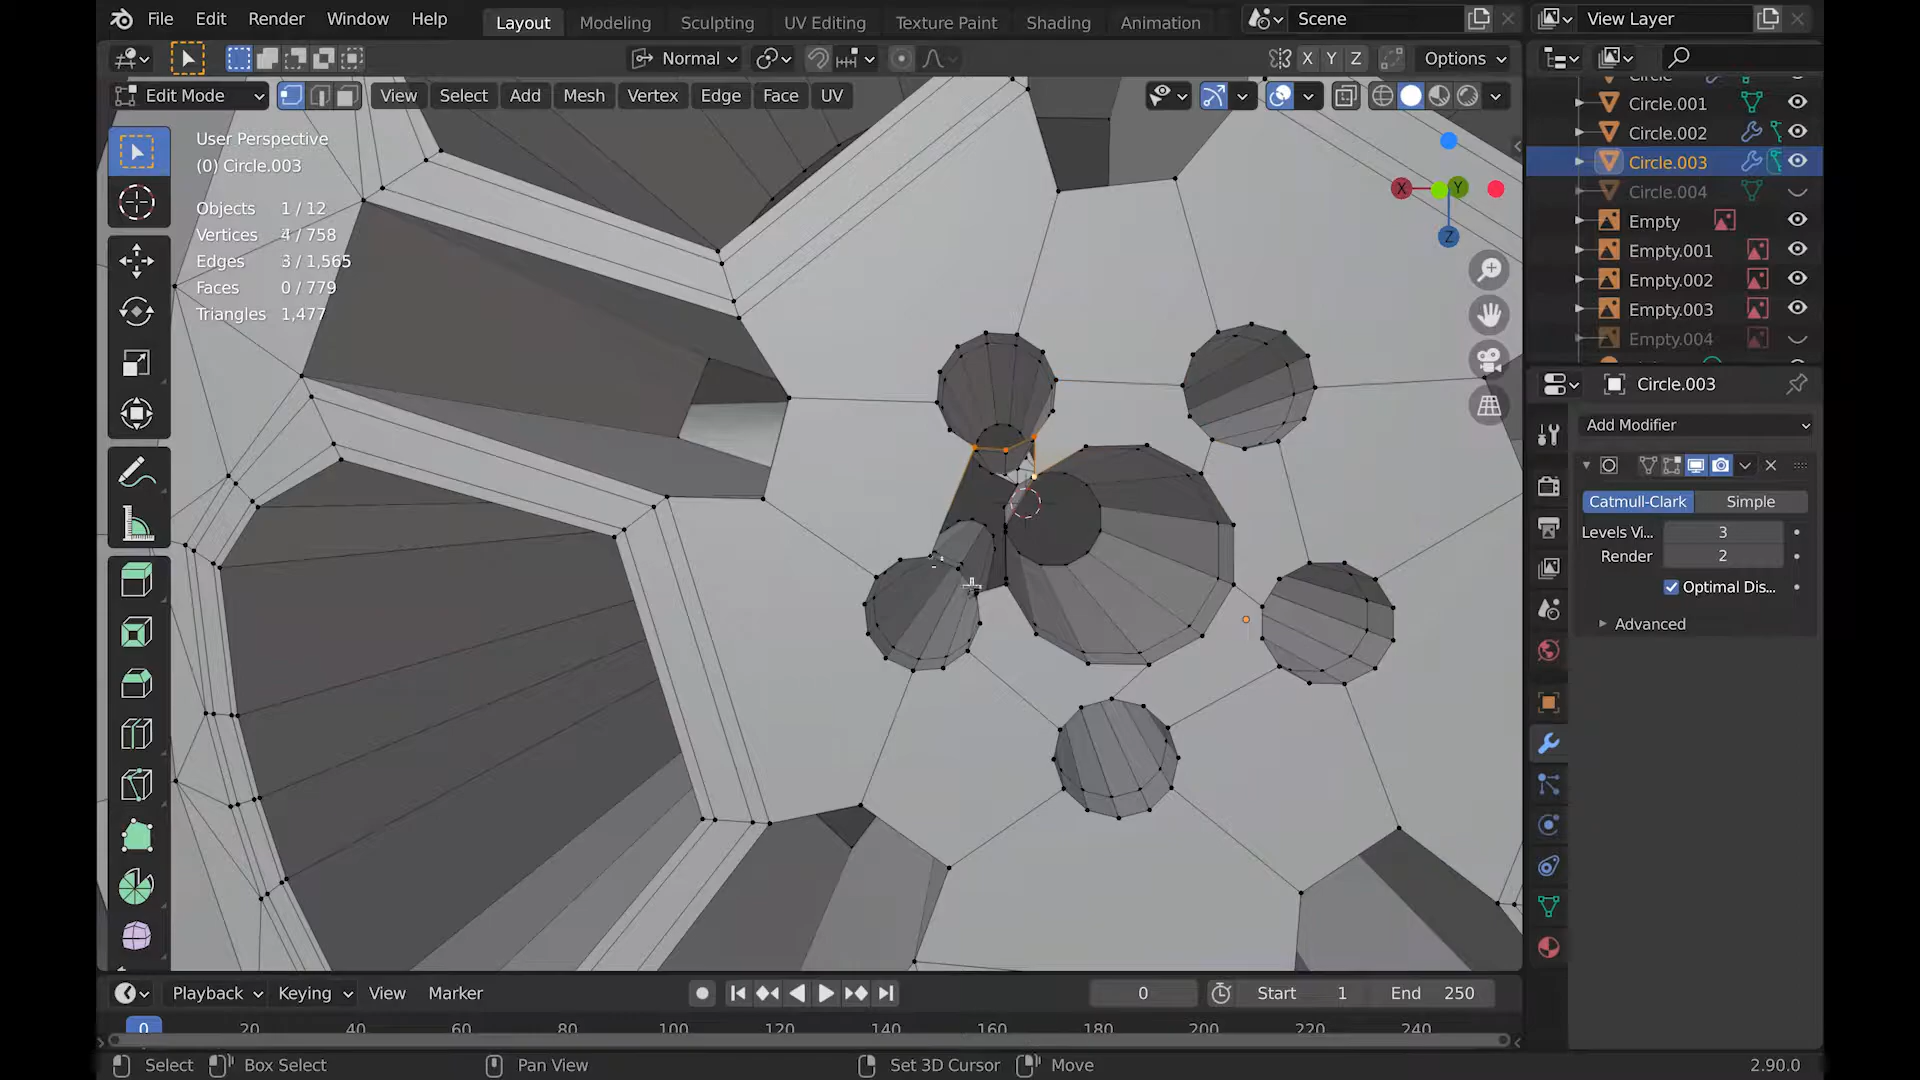 File Edit Render Window Help Layout Modeling Sculpting UV Editing Texture Paint Shading Animation Scene View Layer
Normal X Y Z Options
Edit Mode View Select Add Mesh Vertex Edge Face UV
User Perspective
(0) Circle.003
Objects 1 / 12
Vertices 4 / 758
Edges 3 / 1,565
Faces 0 / 779
Triangles 1,477
X Y
Z
Circle
Circle.001
Circle.002
Circle.003
Circle.004
Empty
Empty.001
Empty.002
Empty.003
Empty.004
Circle.003
Add Modifier
Catmull-Clark Simple
Levels Vi... 3
Render 2
Optimal Dis...
Advanced
Playback Keying View Marker 0 Start 1 End 250
0 20 40 60 80 100 120 140 160 180 200 220 240
Select Box Select Pan View Set 3D Cursor Move 2.90.0